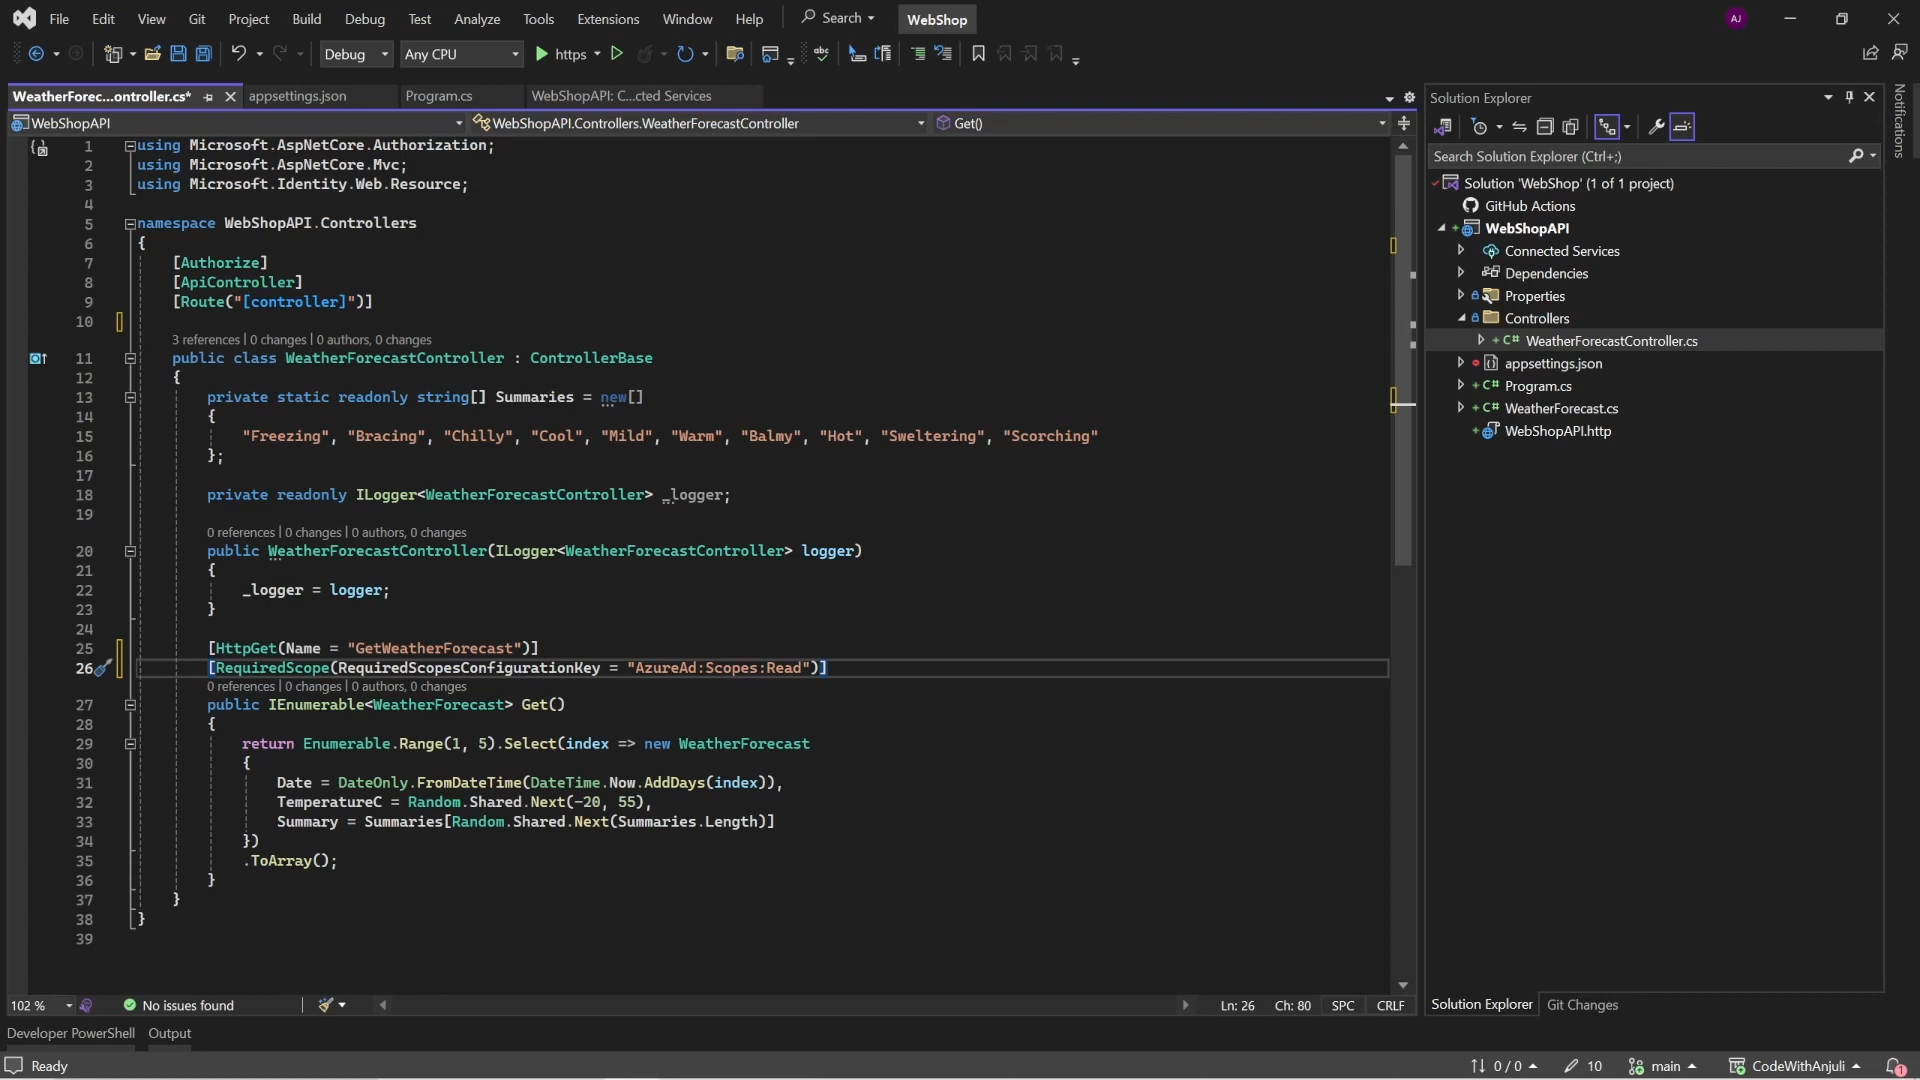 File Edit View Git Project Build Debug Test Analyze Tools Extensions Window Help Search WebShop AJ
Debug Any CPU https
WeatherForec...ontroller.cs* appsettings.json Program.cs WebShopAPI: C...cted Services
WebShopAPI WebShopAPI.Controllers.WeatherForecastController Get()
1 using Microsoft.AspNetCore.Authorization;
2 using Microsoft.AspNetCore.Mvc;
3 using Microsoft.Identity.Web.Resource;
4
5 namespace WebShopAPI.Controllers
6 {
7 [Authorize]
8 [ApiController]
9 [Route("[controller]")]
10
3 references | 0 changes | 0 authors, 0 changes
11 public class WeatherForecastController : ControllerBase
12 {
13 private static readonly string[] Summaries = new[]
14 {
15 "Freezing", "Bracing", "Chilly", "Cool", "Mild", "Warm", "Balmy", "Hot", "Sweltering", "Scorching"
16 };
17
18 private readonly ILogger<WeatherForecastController> _logger;
19
0 references | 0 changes | 0 authors, 0 changes
20 public WeatherForecastController(ILogger<WeatherForecastController> logger)
21 {
22 _logger = logger;
23 }
24
25 [HttpGet(Name = "GetWeatherForecast")]
26 [RequiredScope(RequiredScopesConfigurationKey = "AzureAd:Scopes:Read")]
0 references | 0 changes | 0 authors, 0 changes
27 public IEnumerable<WeatherForecast> Get()
28 {
29 return Enumerable.Range(1, 5).Select(index => new WeatherForecast
30 {
31 Date = DateOnly.FromDateTime(DateTime.Now.AddDays(index)),
32 TemperatureC = Random.Shared.Next(-20, 55),
33 Summary = Summaries[Random.Shared.Next(Summaries.Length)]
34 })
35 .ToArray();
36 }
37 }
38 }
39
102 % No issues found Ln: 26 Ch: 80 SPC CRLF
Developer PowerShell Output
Solution Explorer
Search Solution Explorer (Ctrl+;)
Solution 'WebShop' (1 of 1 project)
GitHub Actions
WebShopAPI
Connected Services
Dependencies
Properties
Controllers
C# WeatherForecastController.cs
appsettings.json
C# Program.cs
C# WeatherForecast.cs
WebShopAPI.http
Solution Explorer Git Changes
Notifications
Ready 0 / 0 10 main CodeWithAnjuli 1